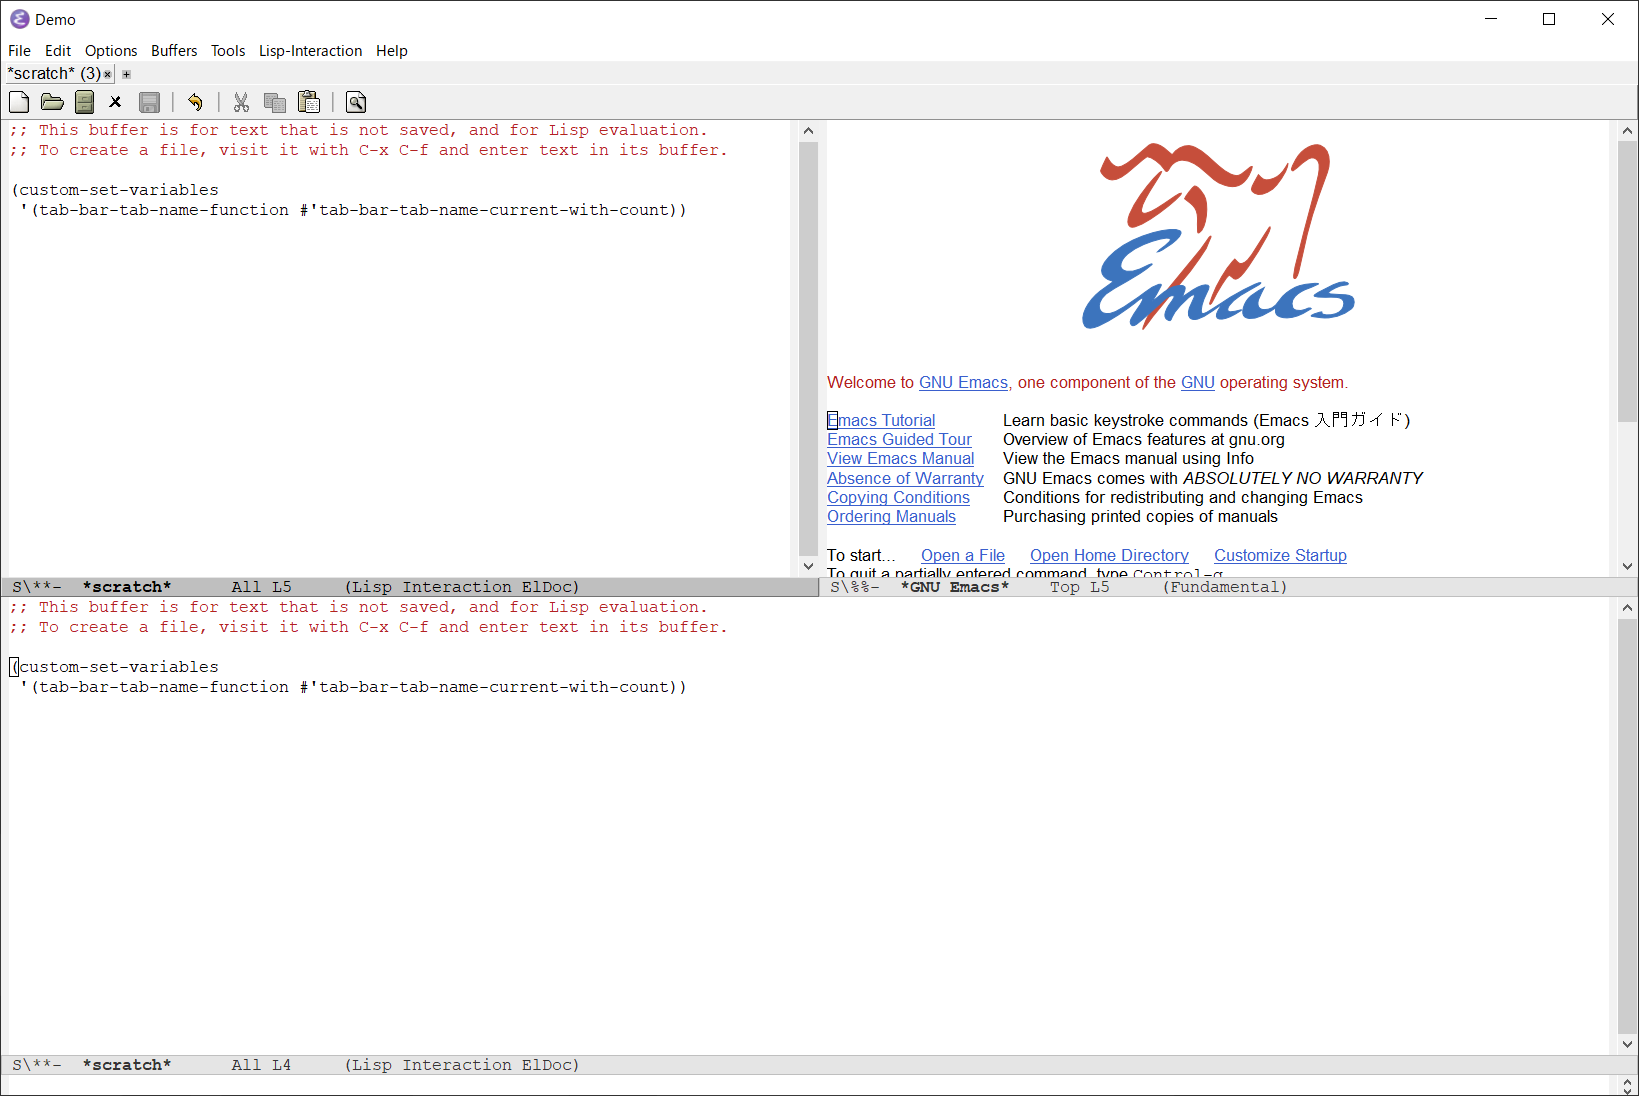 Demo
File Edit Options Buffers Tools Lisp-Interaction Help
*scratch* (3)
;; This buffer is for text that is not saved, and for Lisp evaluation.
;; To create a file, visit it with C-x C-f and enter text in its buffer.
(custom-set-variables
'(tab-bar-tab-name-function #'tab-bar-tab-name-current-with-count))
S\**-  *scratch*      All L5     (Lisp Interaction ElDoc)
Emacs
Welcome to GNU Emacs, one component of the GNU operating system.
Emacs Tutorial Learn basic keystroke commands (Emacs 入門ガイド)
Emacs Guided Tour Overview of Emacs features at gnu.org
View Emacs Manual View the Emacs manual using Info
Absence of Warranty GNU Emacs comes with ABSOLUTELY NO WARRANTY
Copying Conditions Conditions for redistributing and changing Emacs
Ordering Manuals Purchasing printed copies of manuals
To start... Open a File Open Home Directory Customize Startup
To quit a partially entered command, type Control-g
S\%%-  *GNU Emacs*    Top L5     (Fundamental)
;; This buffer is for text that is not saved, and for Lisp evaluation.
;; To create a file, visit it with C-x C-f and enter text in its buffer.
(custom-set-variables
'(tab-bar-tab-name-function #'tab-bar-tab-name-current-with-count))
S\**-  *scratch*      All L4     (Lisp Interaction ElDoc)